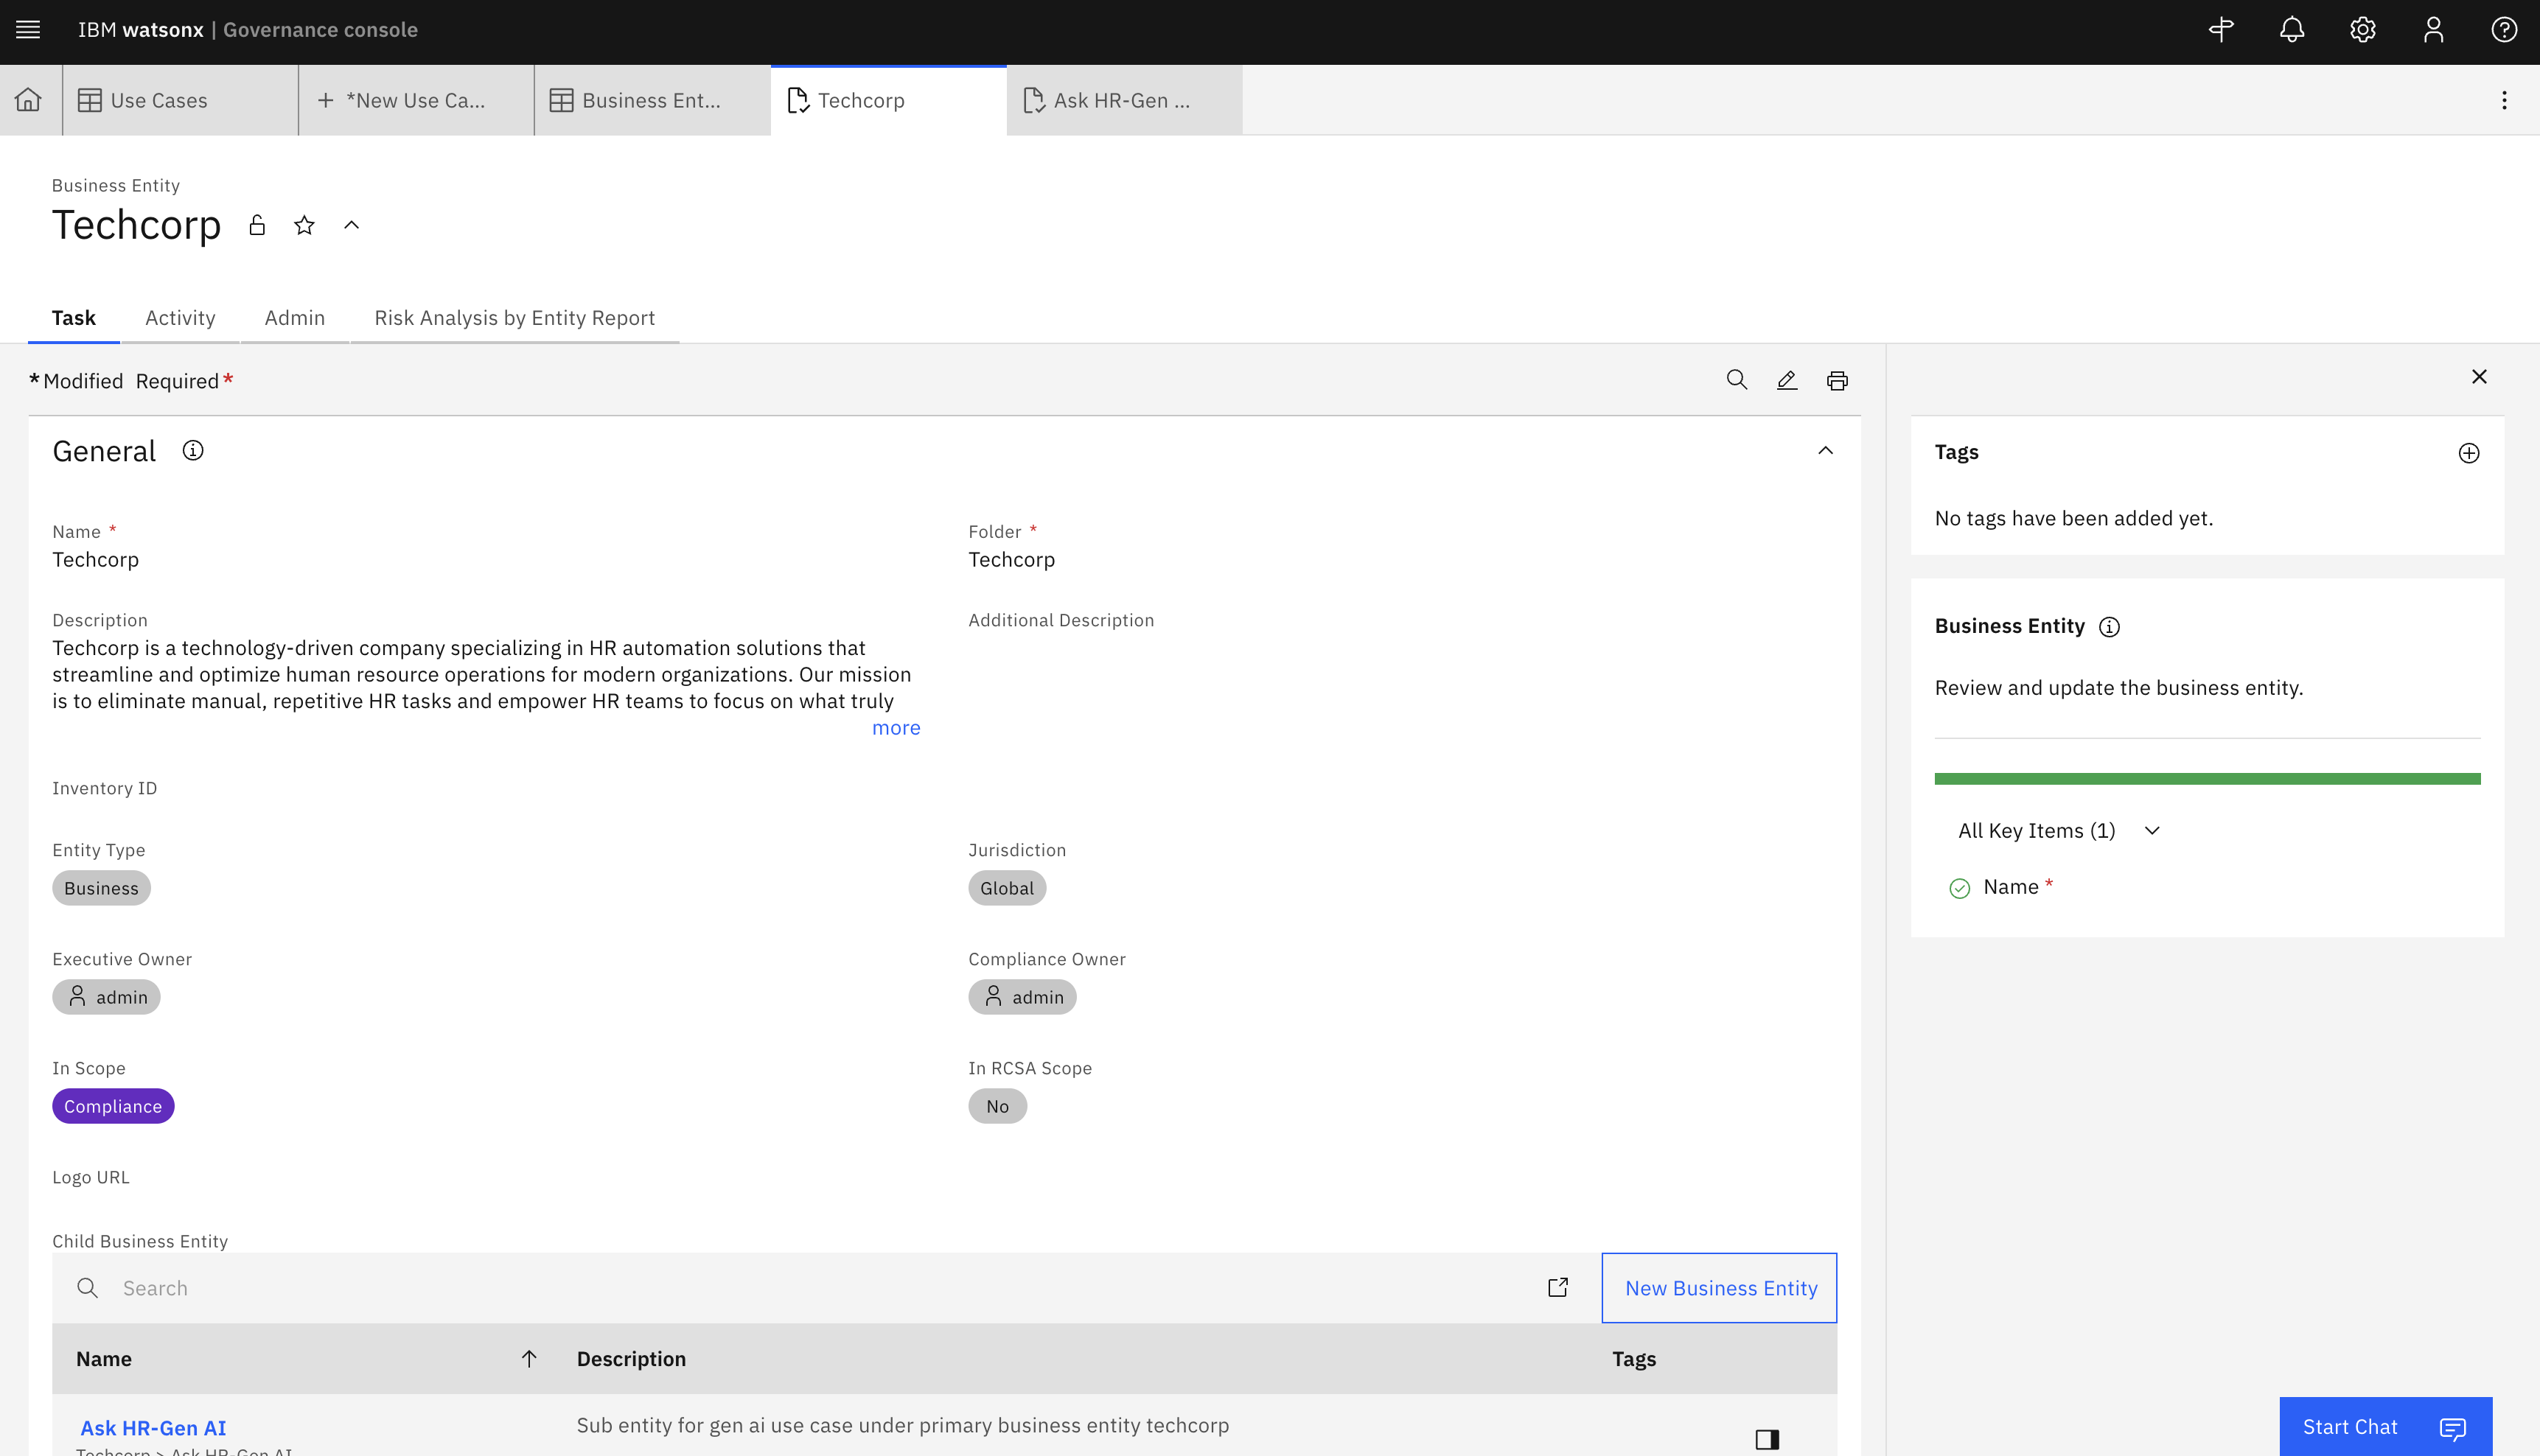 IBM watsonx | Governance console
Use Cases
*New Use Ca...
Business Ent...
Techcorp
Ask HR-Gen ...
Business Entity
Techcorp
Task
Activity
Admin
Risk Analysis by Entity Report
*Modified Required*
General
Name *
Techcorp
Folder *
Techcorp
Description
Techcorp is a technology-driven company specializing in HR automation solutions that
streamline and optimize human resource operations for modern organizations. Our mission
is to eliminate manual, repetitive HR tasks and empower HR teams to focus on what truly
more
Additional Description
Inventory ID
Entity Type
Business
Jurisdiction
Global
Executive Owner
admin
Compliance Owner
admin
In Scope
Compliance
In RCSA Scope
No
Logo URL
Child Business Entity
Search
New Business Entity
Name
Description
Tags
Ask HR-Gen AI
Sub entity for gen ai use case under primary business entity techcorp
Techcorp > Ask HR-Gen AI
Tags
No tags have been added yet.
Business Entity
Review and update the business entity.
All Key Items (1)
Name *
Start Chat